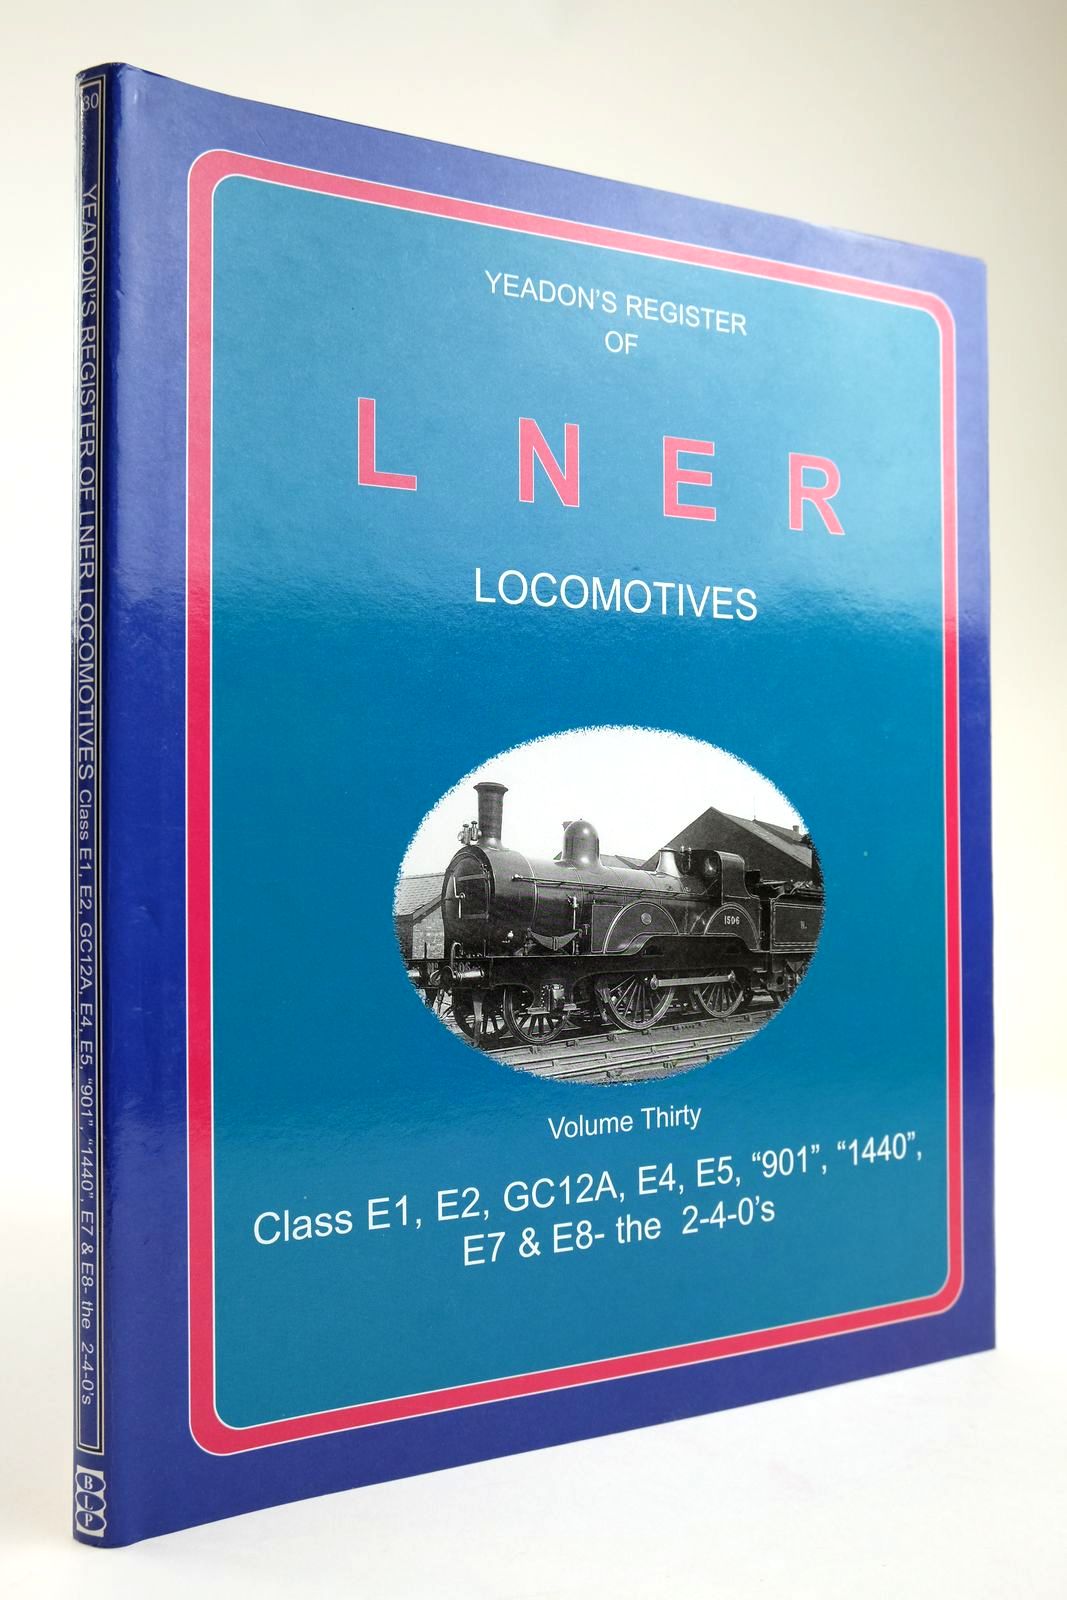 30
YEADON'S REGISTER OF LNER LOCOMOTIVES Class E1, E2, GC12A, E4, E5, "901", "1440", E7 & E8- the 2-4-0's
BLP
YEADON'S REGISTER
OF
L N E R
LOCOMOTIVES
1506
Volume Thirty
Class E1, E2, GC12A, E4, E5, "901", "1440",
E7 & E8- the 2-4-0's